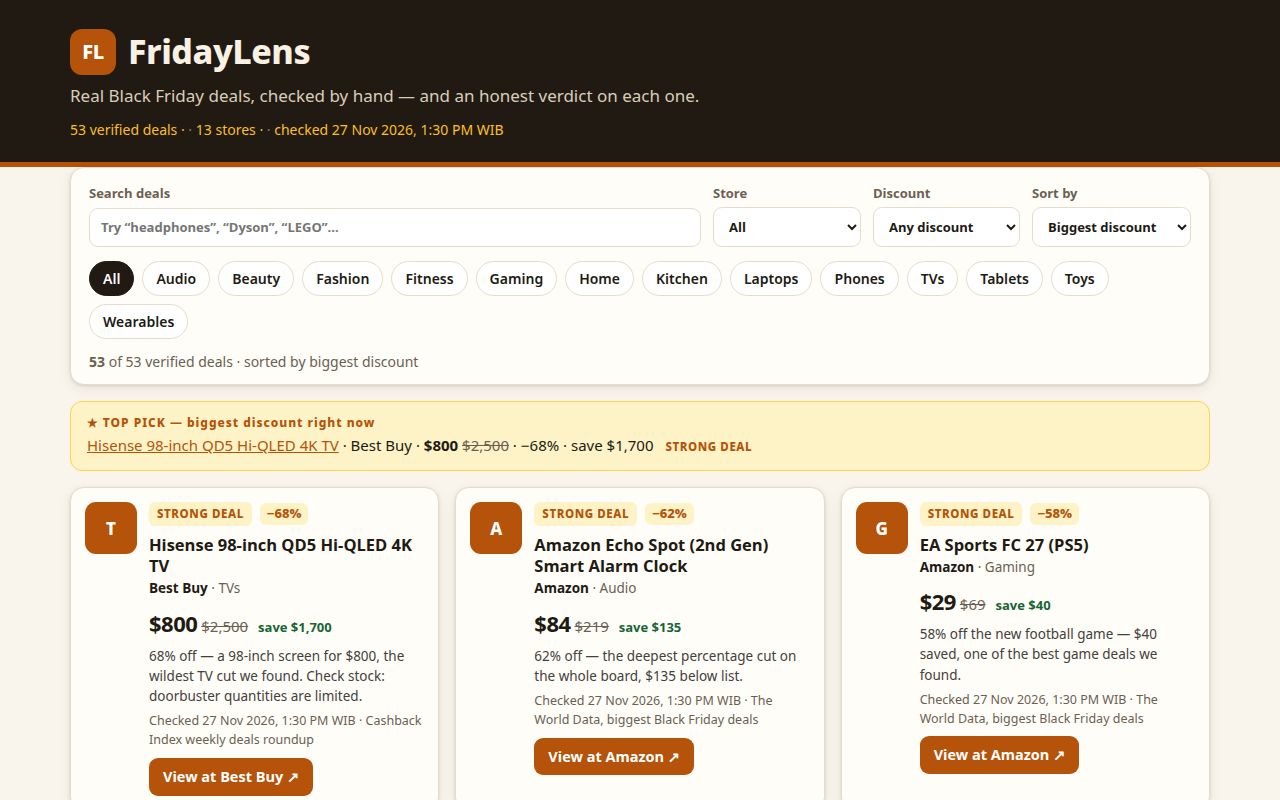 FL
FridayLens
Real Black Friday deals, checked by hand — and an honest verdict on each one.
53 verified deals · · 13 stores · · checked 27 Nov 2026, 1:30 PM WIB
Search deals
Store
Discount
Sort by
Try “headphones”, “Dyson”, “LEGO”…
All
Any discount
Biggest discount
All
Audio
Beauty
Fashion
Fitness
Gaming
Home
Kitchen
Laptops
Phones
TVs
Tablets
Toys
Wearables
53 of 53 verified deals · sorted by biggest discount
★ TOP PICK — biggest discount right now
Hisense 98-inch QD5 Hi-QLED 4K TV · Best Buy · $800 $2,500 · −68% · save $1,700 STRONG DEAL
T
STRONG DEAL −68%
Hisense 98-inch QD5 Hi-QLED 4K
TV
Best Buy · TVs
$800 $2,500 save $1,700
68% off — a 98-inch screen for $800, the
wildest TV cut we found. Check stock:
doorbuster quantities are limited.
Checked 27 Nov 2026, 1:30 PM WIB · Cashback
Index weekly deals roundup
View at Best Buy ↗
A
STRONG DEAL −62%
Amazon Echo Spot (2nd Gen)
Smart Alarm Clock
Amazon · Audio
$84 $219 save $135
62% off — the deepest percentage cut on
the whole board, $135 below list.
Checked 27 Nov 2026, 1:30 PM WIB · The
World Data, biggest Black Friday deals
View at Amazon ↗
G
STRONG DEAL −58%
EA Sports FC 27 (PS5)
Amazon · Gaming
$29 $69 save $40
58% off the new football game — $40
saved, one of the best game deals we
found.
Checked 27 Nov 2026, 1:30 PM WIB · The
World Data, biggest Black Friday deals
View at Amazon ↗